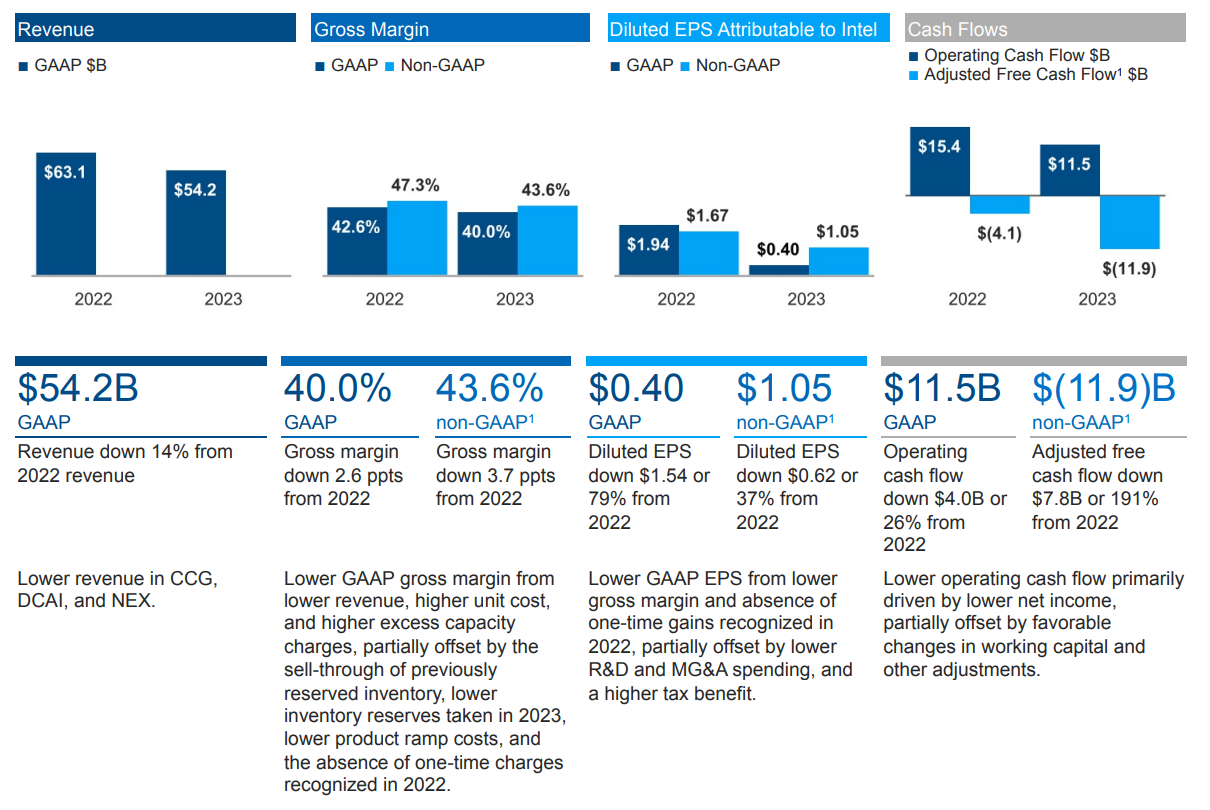 Revenue
GAAP $B
$63.1
$54.2
2022
2023
Gross Margin
GAAP Non-GAAP
42.6%
47.3%
40.0%
43.6%
2022
2023
Diluted EPS Attributable to Intel
GAAP Non-GAAP
$1.94
$1.67
$0.40
$1.05
2022
2023
Cash Flows
Operating Cash Flow $B
Adjusted Free Cash Flow¹ $B
$15.4
$(4.1)
$11.5
$(11.9)
2022
2023
$54.2B
GAAP
Revenue down 14% from
2022 revenue
Lower revenue in CCG,
DCAI, and NEX.
40.0%
GAAP
Gross margin
down 2.6 ppts
from 2022
43.6%
non-GAAP¹
Gross margin
down 3.7 ppts
from 2022
Lower GAAP gross margin from
lower revenue, higher unit cost,
and higher excess capacity
charges, partially offset by the
sell-through of previously
reserved inventory, lower
inventory reserves taken in 2023,
lower product ramp costs, and
the absence of one-time charges
recognized in 2022.
$0.40
GAAP
Diluted EPS
down $1.54 or
79% from
2022
$1.05
non-GAAP¹
Diluted EPS
down $0.62 or
37% from
2022
Lower GAAP EPS from lower
gross margin and absence of
one-time gains recognized in
2022, partially offset by lower
R&D and MG&A spending, and
a higher tax benefit.
$11.5B
GAAP
Operating
cash flow
down $4.0B or
26% from
2022
$(11.9)B
non-GAAP¹
Adjusted free
cash flow down
$7.8B or 191%
from 2022
Lower operating cash flow primarily
driven by lower net income,
partially offset by favorable
changes in working capital and
other adjustments.